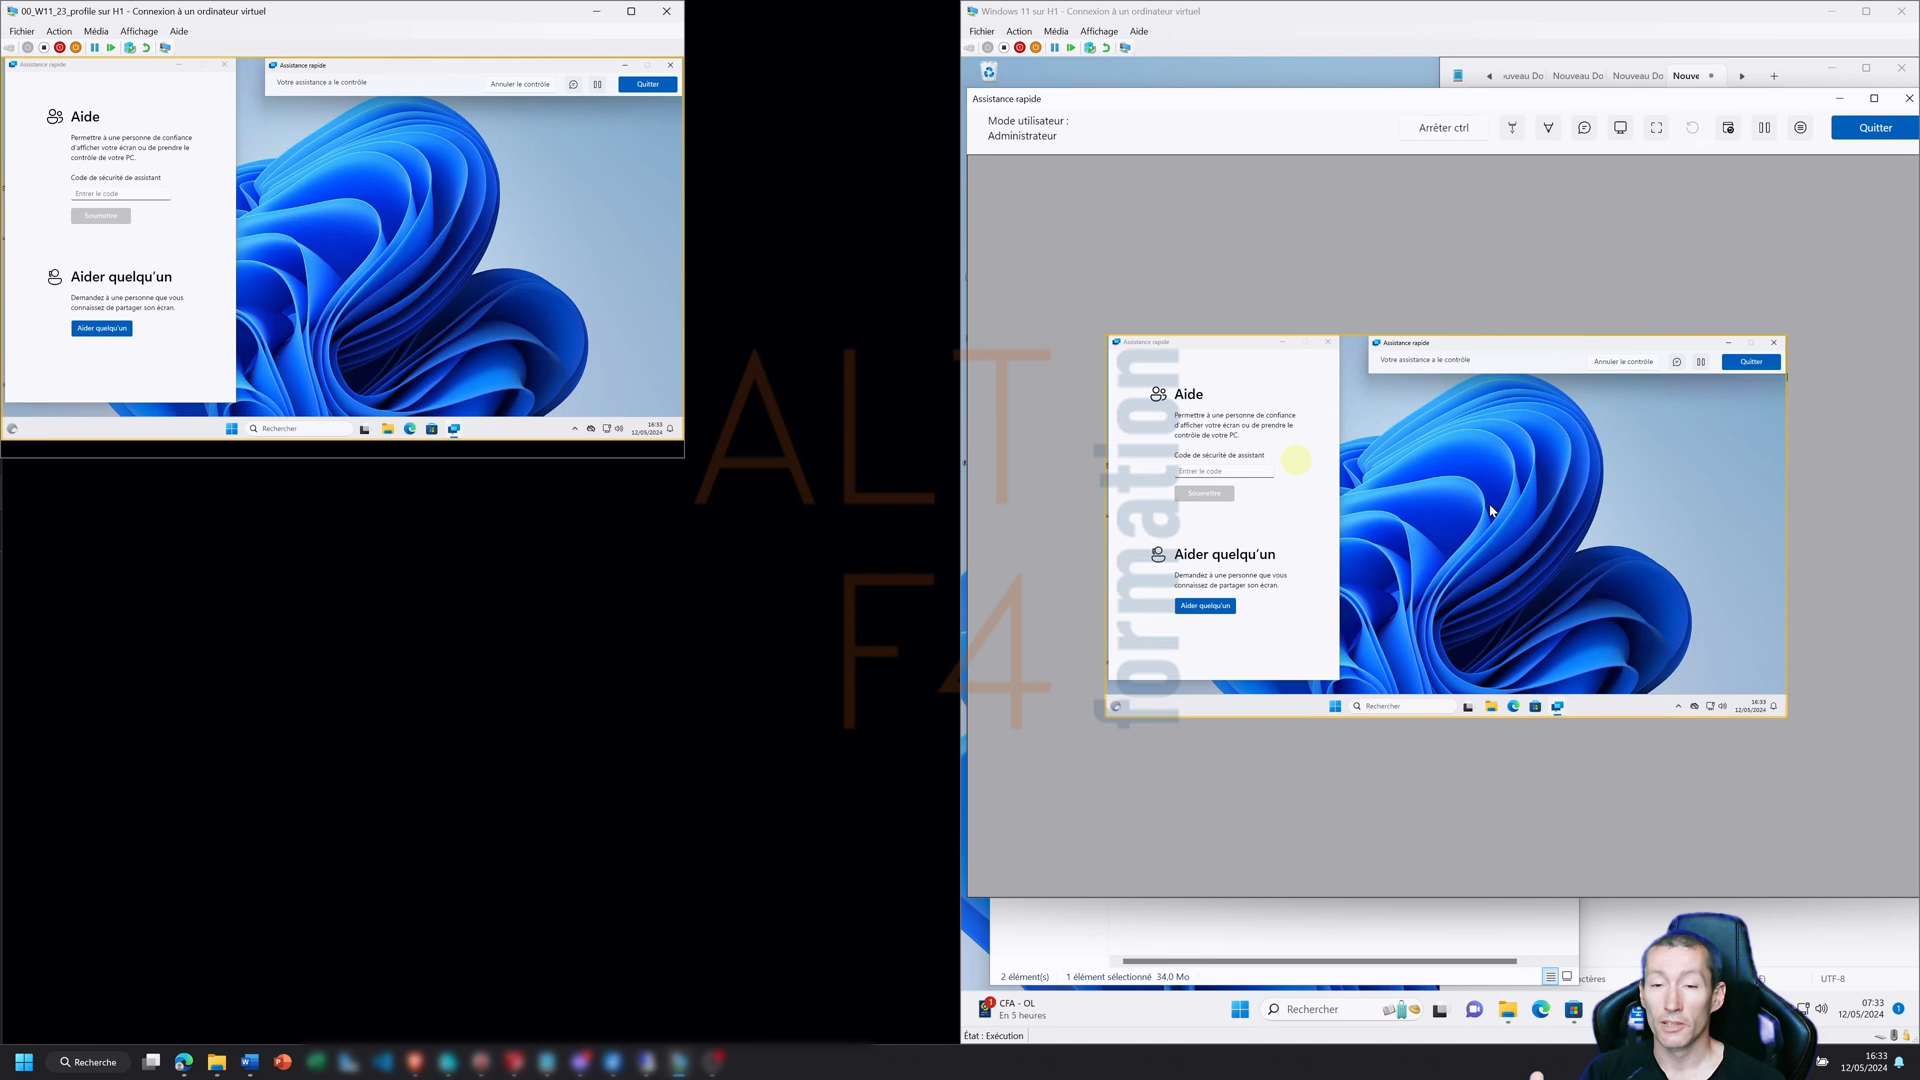 00_W11_23_profile sur H1 - Connexion à un ordinateur virtuel
Fichier Action Média Affichage Aide
Assistance rapide
Aide
Permettre à une personne de confiance
d'afficher votre écran ou de prendre le
contrôle de votre PC.
Code de sécurité de assistant
Entrer le code
Soumettre
Aider quelqu'un
Demandez à une personne que vous
connaissez de partager son écran.
Aider quelqu'un
Assistance rapide
Votre assistance a le contrôle
Annuler le contrôle
Quitter
Rechercher
16:33
12/05/2024
ALT
F4
formation
Windows 11 sur H1 - Connexion à un ordinateur virtuel
Fichier Action Média Affichage Aide
uveau Do Nouveau Do Nouveau Do Nouve
Assistance rapide
Mode utilisateur :
Administrateur
Arrêter ctrl
Quitter
Assistance rapide
Aide
Permettre à une personne de confiance
d'afficher votre écran ou de prendre le
contrôle de votre PC.
Code de sécurité de assistant
Entrer le code
Soumettre
Aider quelqu'un
Demandez à une personne que vous
connaissez de partager son écran.
Aider quelqu'un
Assistance rapide
Votre assistance a le contrôle
Annuler le contrôle
Quitter
Rechercher
16:33
12/05/2024
2 élément(s) 1 élément sélectionné 34,0 Mo
ctères
UTF-8
1
CFA - OL
En 5 heures
Rechercher
07:33
12/05/2024
1
État : Exécution
Recherche
16:33
12/05/2024